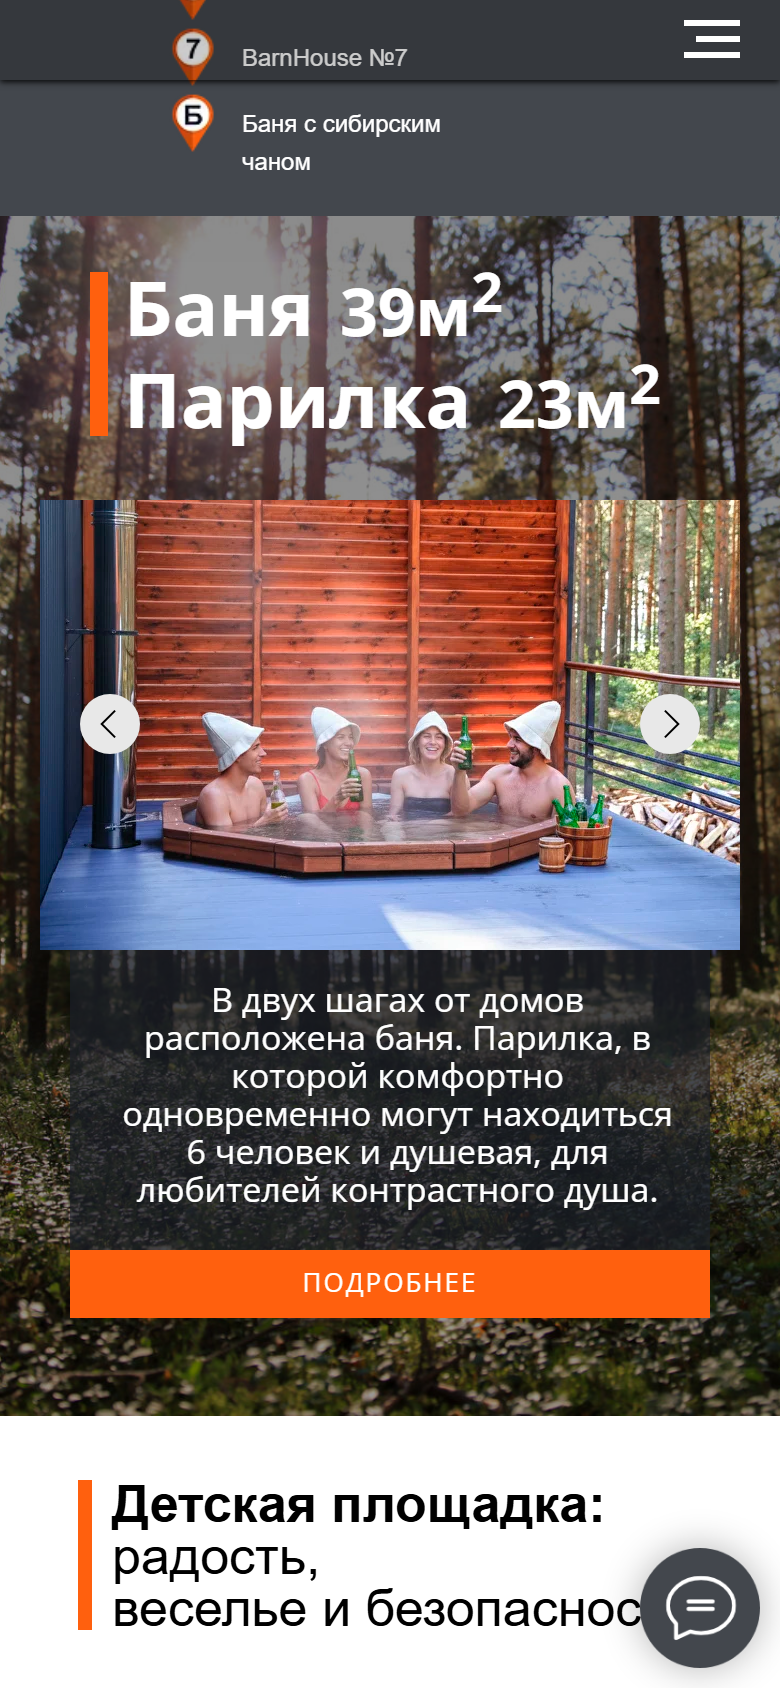 7
BarnHouse №7
Б
Баня с сибирским
чаном
Баня 39м²
Парилка 23м²
В двух шагах от домов
расположена баня. Парилка, в
которой комфортно
одновременно могут находиться
6 человек и душевая, для
любителей контрастного душа.
ПОДРОБНЕЕ
Детская площадка:
радость,
веселье и безопаснос